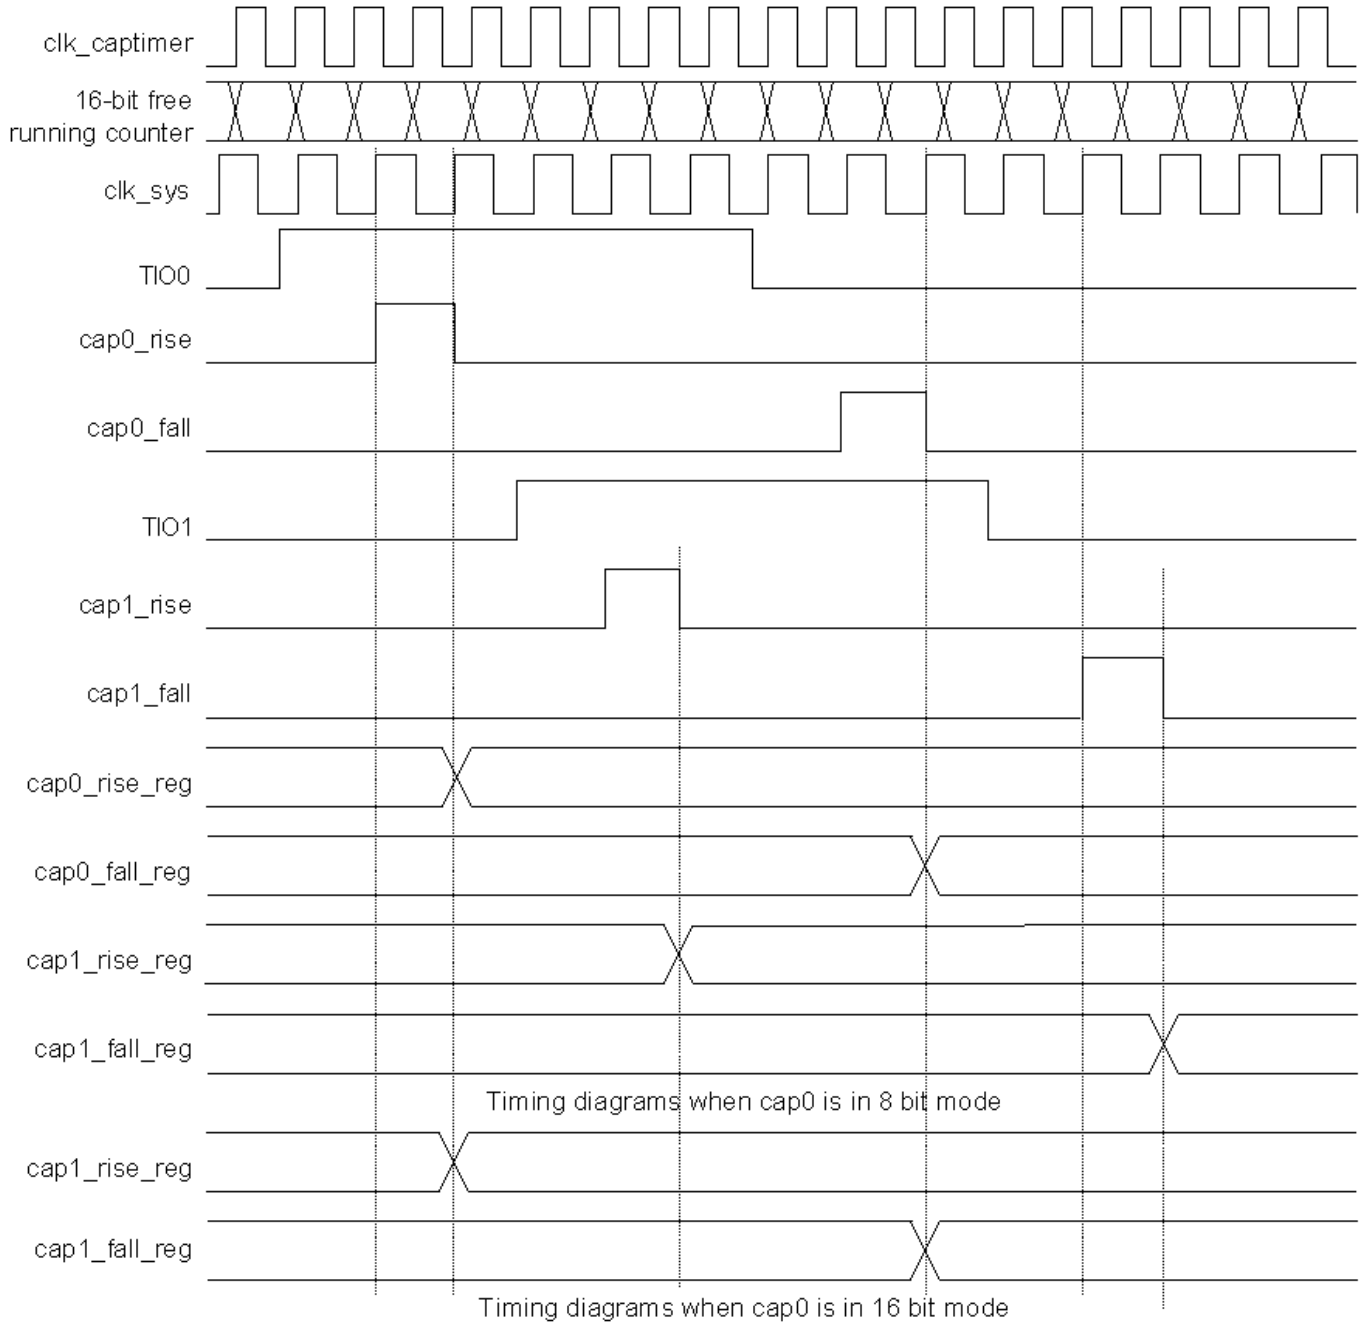 clk_captimer
16-bit free
running counter
clk_sys
TIO0
cap0_rise
cap0_fall
TIO1
cap1_rise
cap1_fall
cap0_rise_reg
cap0_fall_reg
cap1_rise_reg
cap1_fall_reg
Timing diagrams when cap0 is in 8 bit mode
cap1_rise_reg
cap1_fall_reg
Timing diagrams when cap0 is in 16 bit mode